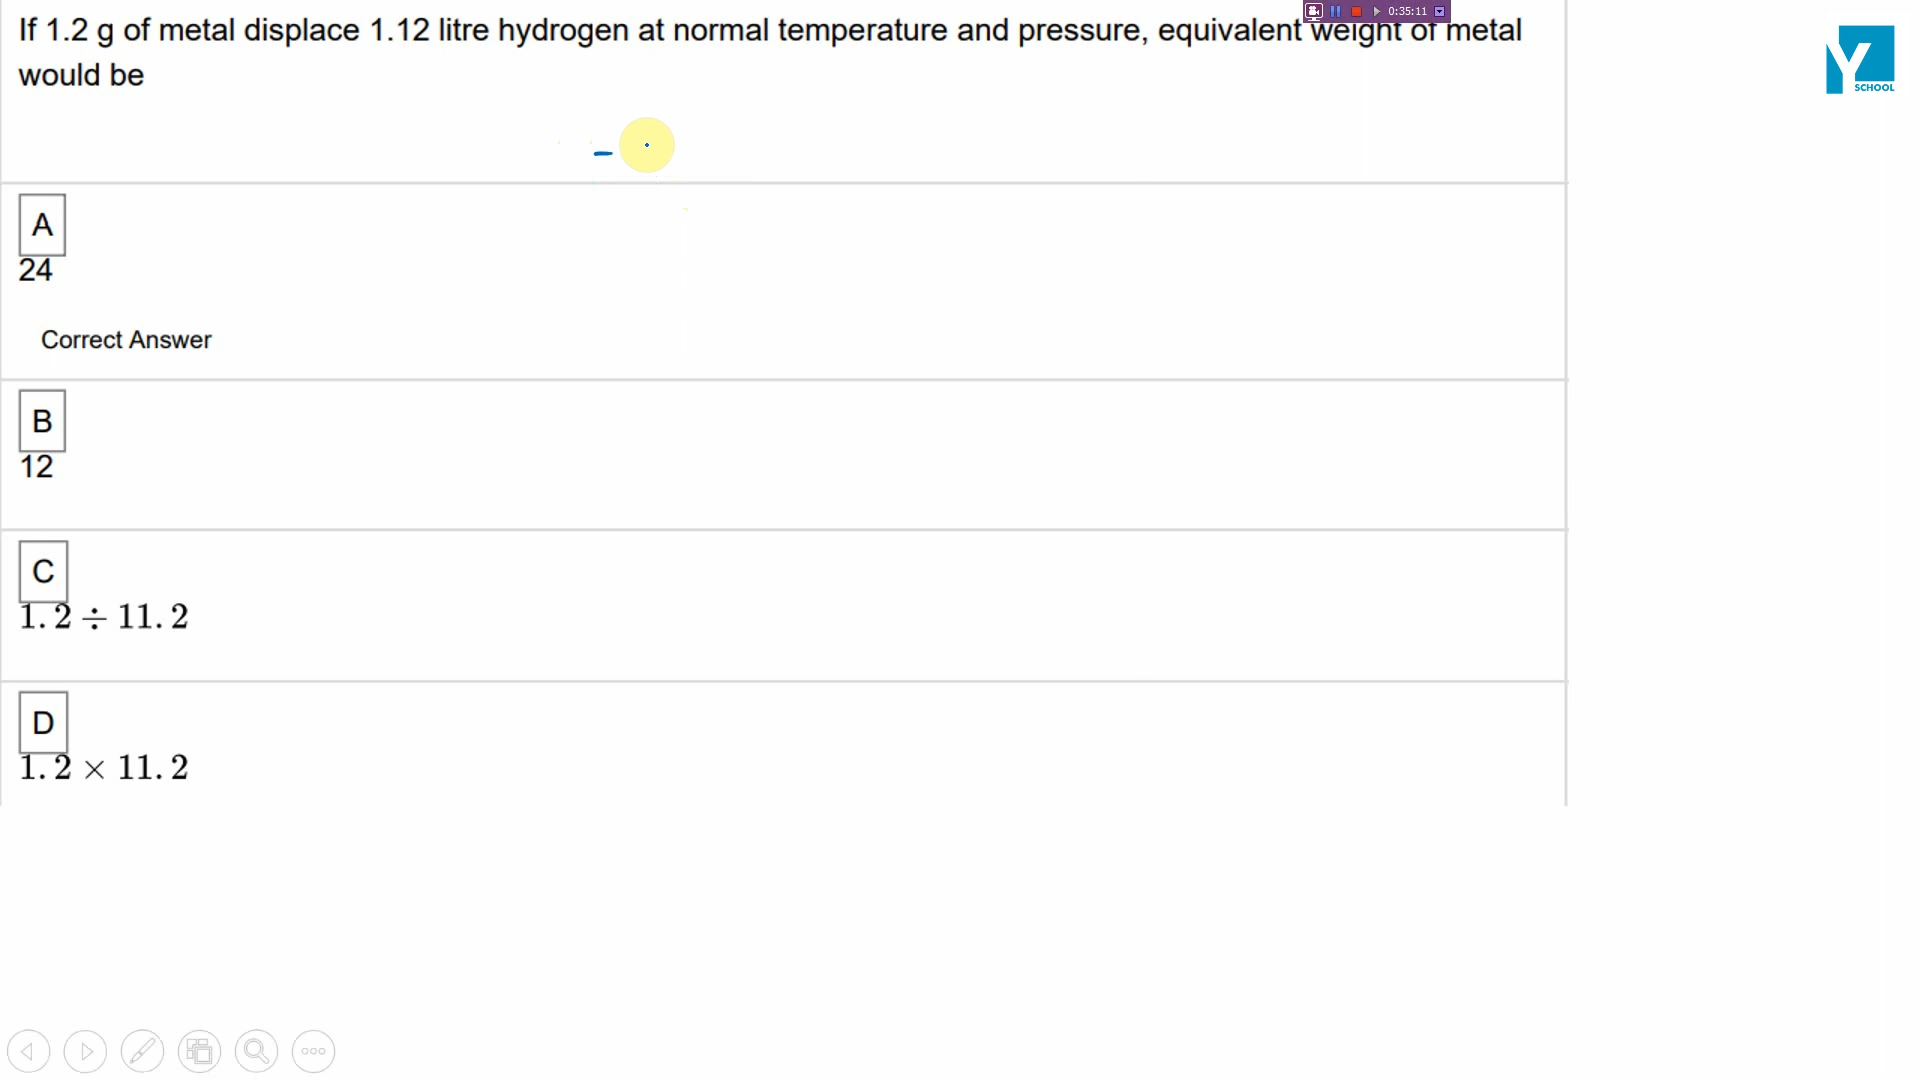 0:35:11
If 1.2 g of metal displace 1.12 litre hydrogen at normal temperature and pressure, equivalent weight of metal
would be
Y
SCHOOL
A
24
Correct Answer
B
12
C
1.2 ÷ 11.2
D
1.2 × 11.2